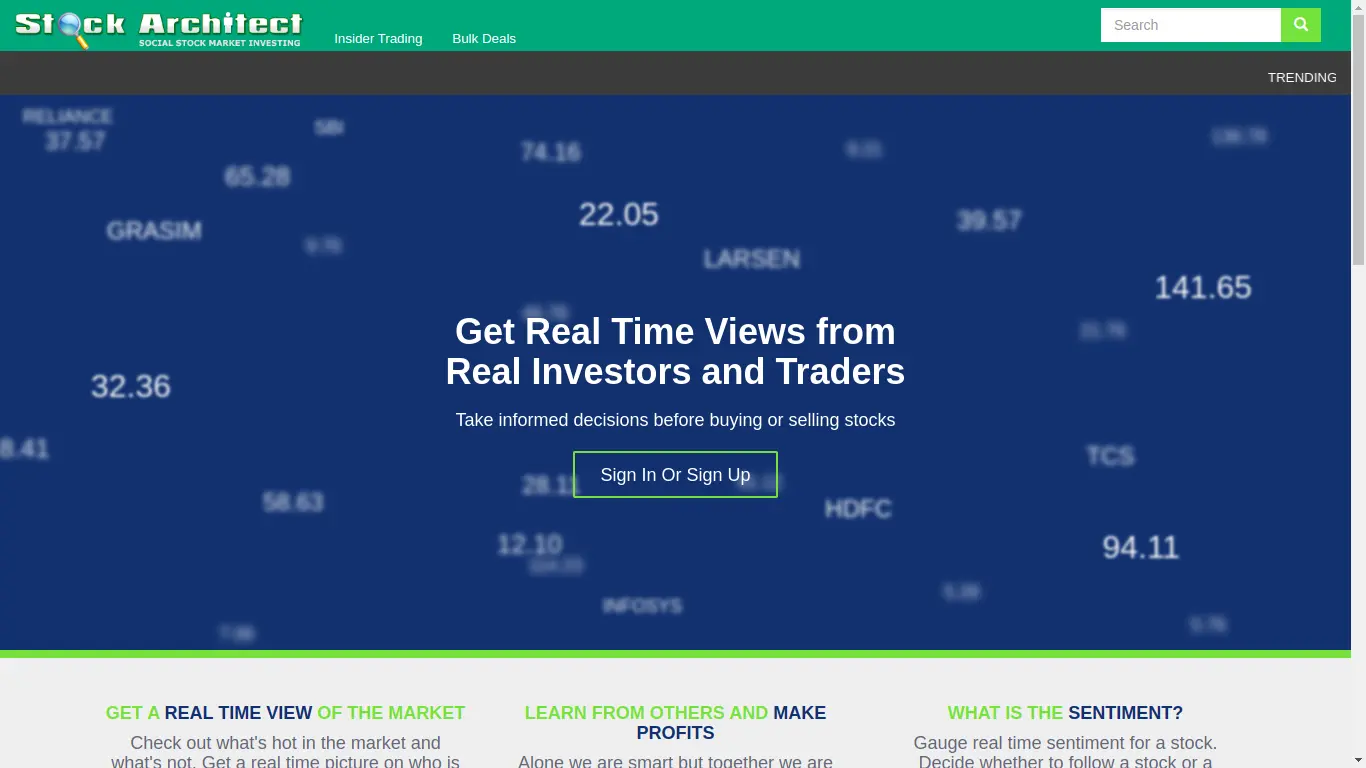 Stock Architect
SOCIAL STOCK MARKET INVESTING
Insider Trading
Bulk Deals
Search
TRENDING
RELIANCE
37.57
SBI
74.16
65.28
22.05
39.57
GRASIM
9.76
LARSEN
141.65
Get Real Time Views from
Real Investors and Traders
32.36
Take informed decisions before buying or selling stocks
8.41
TCS
Sign In Or Sign Up
28.11
58.63
HDFC
12.10
94.11
INFOSYS
GET A REAL TIME VIEW OF THE MARKET
Check out what's hot in the market and
what's not. Get a real time picture on who is
LEARN FROM OTHERS AND MAKE
PROFITS
Alone we are smart but together we are
WHAT IS THE SENTIMENT?
Gauge real time sentiment for a stock.
Decide whether to follow a stock or a